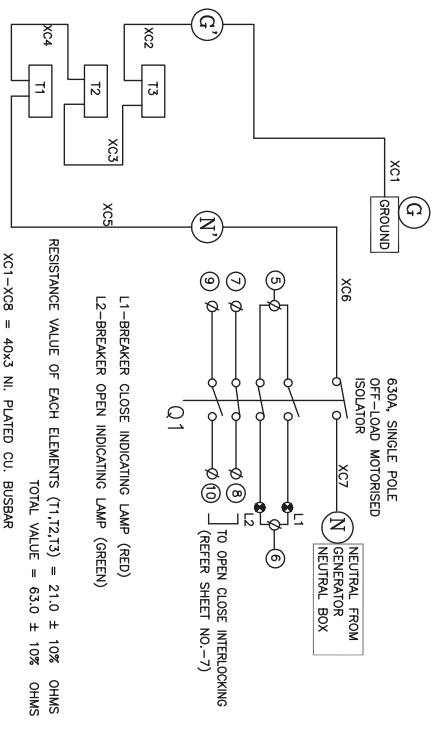 G
GROUND
XC1
G'
XC2
T3
XC3
T2
XC4
T1
XC5
N'
XC6
630A, SINGLE POLE
OFF-LOAD MOTORISED
ISOLATOR
XC7
N
NEUTRAL FROM
GENERATOR
NEUTRAL BOX
5
L1
L2
6
7
8
9
10
Q1
TO OPEN CLOSE INTERLOCKING
(REFER SHEET NO.-7)
L1-BREAKER CLOSE INDICATING LAMP (RED)
L2-BREAKER OPEN INDICATING LAMP (GREEN)
RESISTANCE VALUE OF EACH ELEMENTS (T1,T2,T3) = 21.0 ± 10% OHMS
TOTAL VALUE = 63.0 ± 10% OHMS
XC1-XC8 = 40x3 NI. PLATED CU. BUSBAR